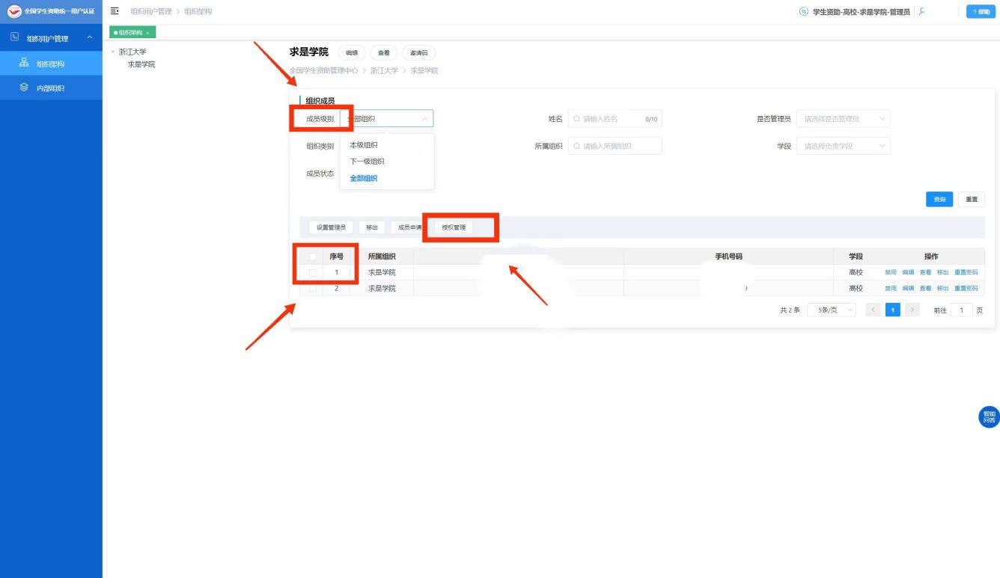 全国学生资助统一用户认证
组织用户管理 > 组织架构
学生资助-高校-求是学院-管理员
? 帮助
组织用户管理
组织架构
内部组织
组织架构 ×
浙江大学
求是学院
求是学院 编辑 查看 邀请码
全国学生资助管理中心 > 浙江大学 > 求是学院
组织成员
成员级别 全部组织 姓名 请输入姓名 0/10 是否管理员 请选择是否管理员
组织类别 所属组织 请输入所属组织 学段 请选择负责学段
成员状态
本级组织
下一级组织
全部组织
查询 重置
设置管理员 移出 成员申请 授权管理
序号 所属组织 手机号码 学段 操作
1 求是学院 高校 禁用 编辑 查看 移出 重置密码
2 求是学院 9 高校 禁用 编辑 查看 移出 重置密码
共 2 条 5条/页 < 1 > 前往 1 页
智能
问答